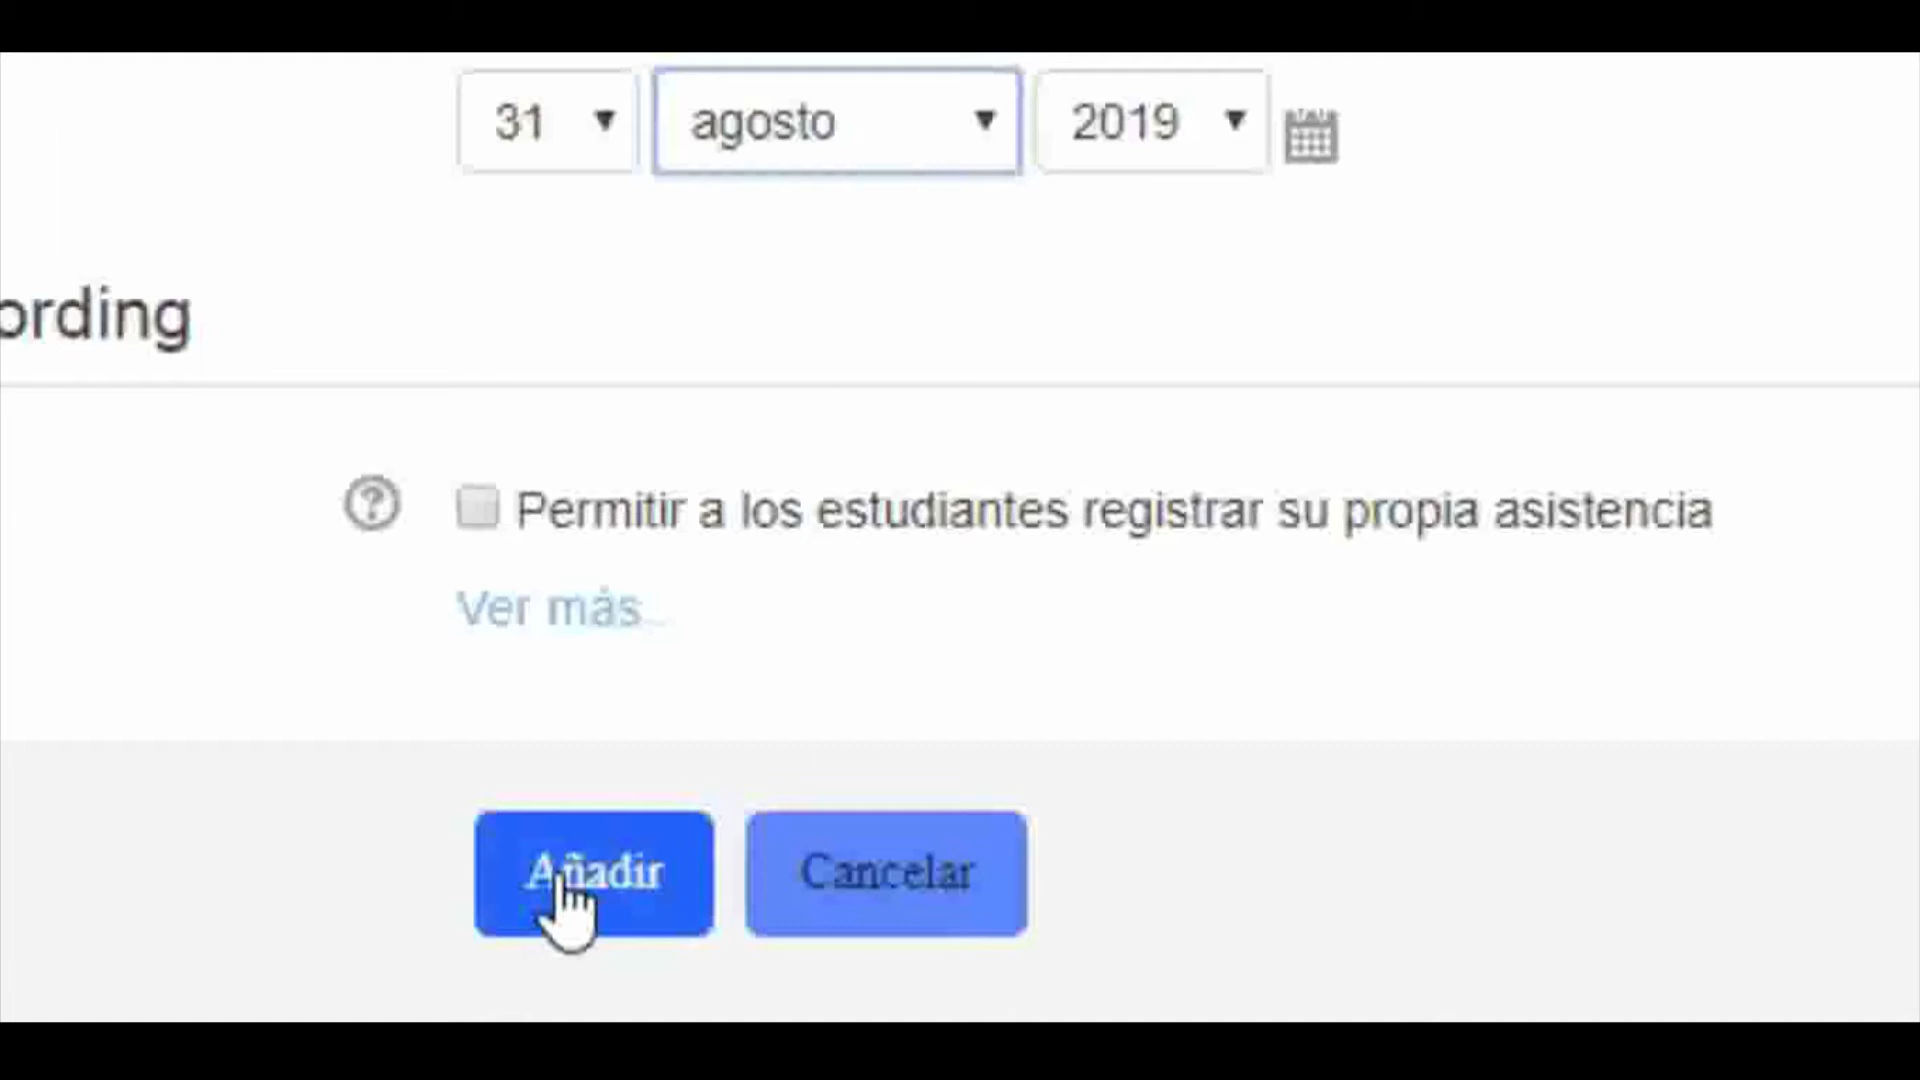 31 agosto 2019
ording
Permitir a los estudiantes registrar su propia asistencia
Ver más...
Añadir Cancelar